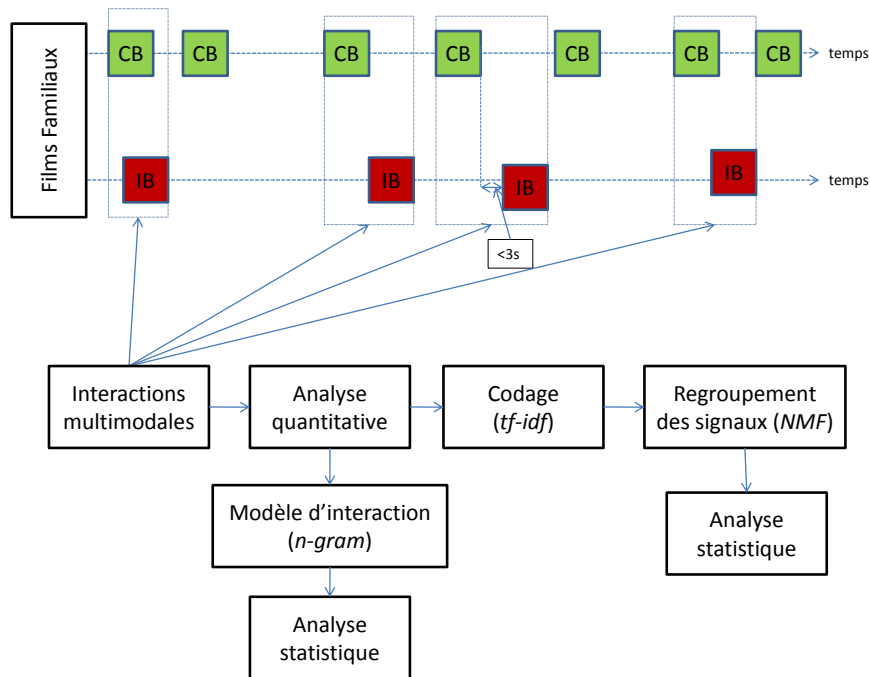 Films Familiaux
CB
CB
CB
CB
CB
CB
CB
temps
IB
IB
IB
IB
temps
<3s
Interactions
multimodales
Analyse
quantitative
Codage
(tf-idf)
Regroupement
des signaux (NMF)
Modèle d'interaction
(n-gram)
Analyse
statistique
Analyse
statistique